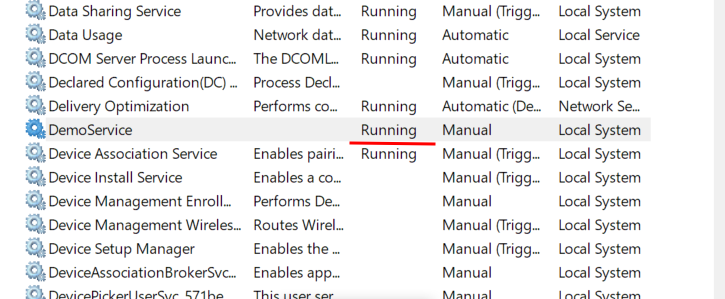 Data Sharing Service Provides dat... Running Manual (Trigg... Local System
Data Usage Network dat... Running Automatic Local Service
DCOM Server Process Launc... The DCOML... Running Automatic Local System
Declared Configuration(DC) ... Process Decl... Manual (Trigg... Local System
Delivery Optimization Performs co... Running Automatic (De... Network Se...
DemoService Running Manual Local System
Device Association Service Enables pairi... Running Manual (Trigg... Local System
Device Install Service Enables a co... Manual (Trigg... Local System
Device Management Enroll... Performs De... Manual Local System
Device Management Wireles... Routes Wirel... Manual (Trigg... Local System
Device Setup Manager Enables the ... Manual (Trigg... Local System
DeviceAssociationBrokerSvc... Enables app... Manual Local System
DevicePickerUserSvc_571be... This user ser... Manual Local System